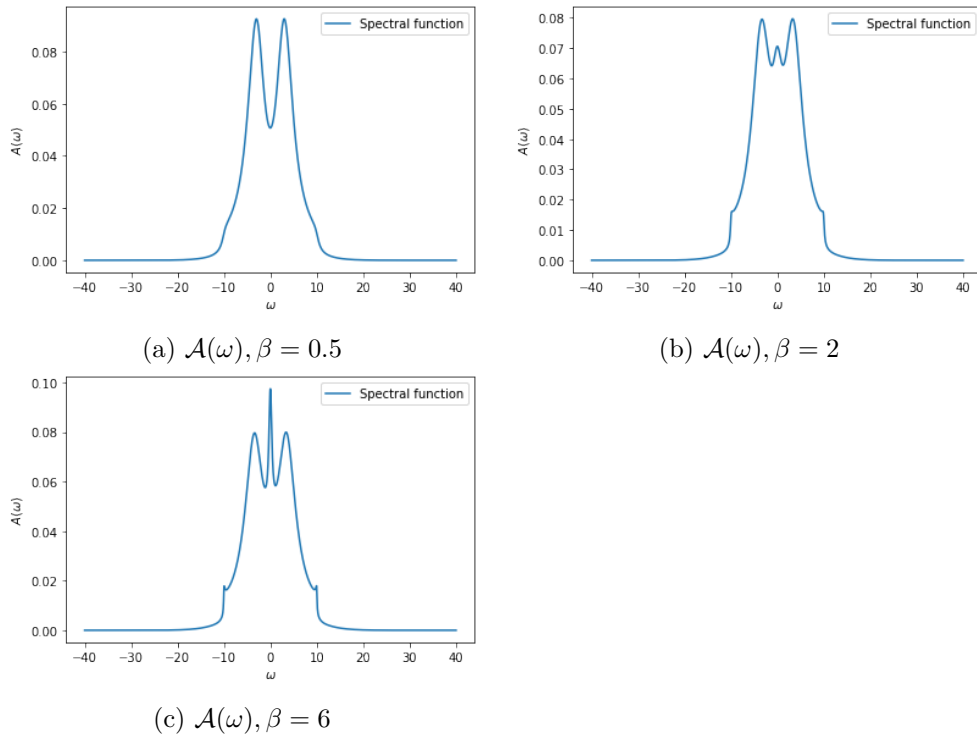 Spectral function
A(ω)
0.08
0.06
0.04
0.02
0.00
−40 −30 −20 −10 0 10 20 30 40
ω
(a) 𝒜(ω), β = 0.5
Spectral function
A(ω)
0.08
0.07
0.06
0.05
0.04
0.03
0.01
0.00
−40 −30 −20 −10 0 10 20 30 40
ω
(b) 𝒜(ω), β = 2
Spectral function
A(ω)
0.10
0.08
0.06
0.04
0.02
0.00
−40 −30 −20 −10 0 10 20 30 40
ω
(c) 𝒜(ω), β = 6